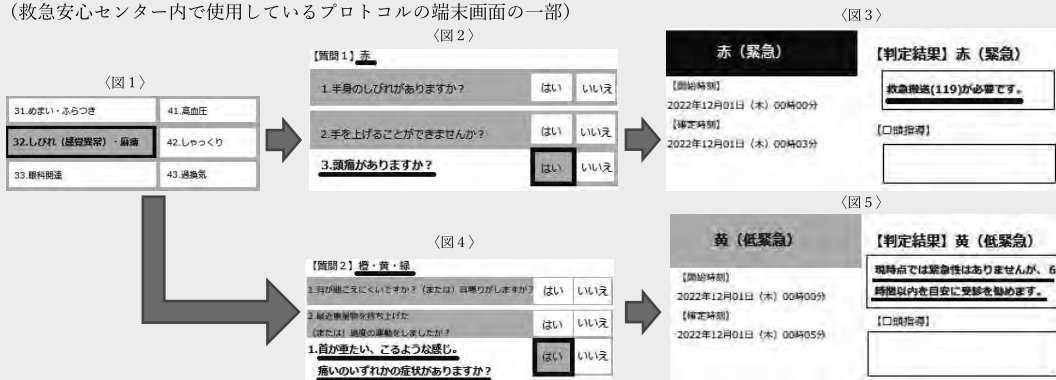 （救急安心センター内で使用しているプロトコルの端末画面の一部）
〈図１〉
31.めまい・ふらつき
41.高血圧
32.しびれ（感覚異常）・麻痺
42.しゃっくり
33.眼科関連
43.過換気
〈図２〉
【質問１】赤
1.半身のしびれがありますか？
はい
いいえ
2.手を上げることができませんか？
はい
いいえ
3.頭痛がありますか？
はい
いいえ
〈図３〉
赤（緊急）
【開始時刻】
2022年12月01日（木）00時00分
【確定時刻】
2022年12月01日（木）00時03分
【判定結果】赤（緊急）
救急搬送(119)が必要です。
【口頭指導】
〈図４〉
【質問２】橙・黄・緑
1.耳が聴こえにくいですか？（または）耳鳴りがしますか？
はい
いいえ
2.最近重量物を持ち上げた
（または）過度の運動をしましたか？
はい
いいえ
1.首が重たい、こるような感じ。
痛いのいずれかの症状がありますか？
はい
いいえ
〈図５〉
黄（低緊急）
【開始時刻】
2022年12月01日（木）00時00分
【確定時刻】
2022年12月01日（木）00時05分
【判定結果】黄（低緊急）
現時点では緊急性はありませんが、6
時間以内を目安に受診を勧めます。
【口頭指導】